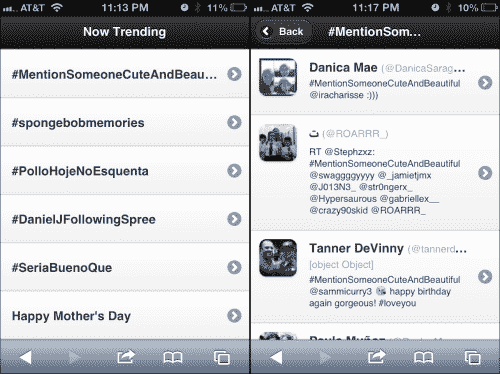 AT&T 11:13 PM 11%
Now Trending
#MentionSomeoneCuteAndBeau...
#spongebobmemories
#PolloHojeNoEsquenta
#DanielJFollowingSpree
#SeriaBuenoQue
Happy Mother's Day
AT&T 11:17 PM 10%
Back #MentionSom...
Danica Mae (@DanicaSarag...
#MentionSomeoneCuteAndBeautiful
@iracharisse :)))
ت (@ROARRR_)
RT @Stephzxz:
#MentionSomeoneCuteAndBeautiful
@swaggggyyyy @_jamietjmx
@J013N3_ @str0ngerx_
@Hypersaurous @gabriellex__
@crazy90skid @ROARRR_
Tanner DeVinny (@tannerd...
[object Object]
#MentionSomeoneCuteAndBeautiful
@sammicurry3 😘 happy birthday
again gorgeous! #loveyou